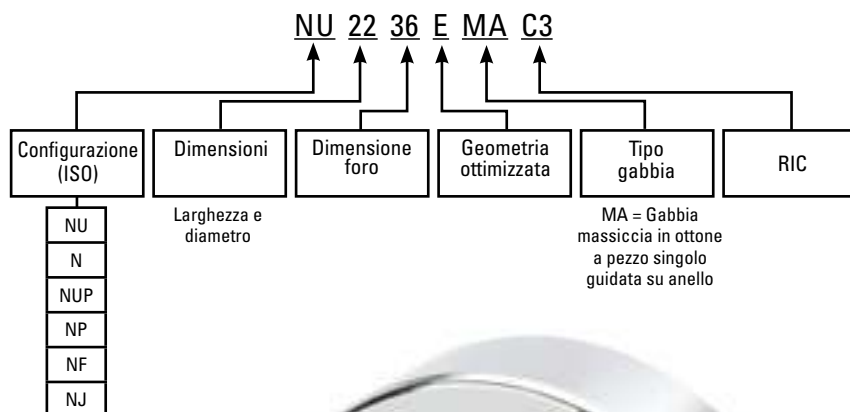 NU 22 36 E MA C3
Configurazione
(ISO)
Dimensioni
Dimensione
foro
Geometria
ottimizzata
Tipo
gabbia
RIC
Larghezza e
diametro
MA = Gabbia
massiccia in ottone
a pezzo singolo
guidata su anello
NU
N
NUP
NP
NF
NJ